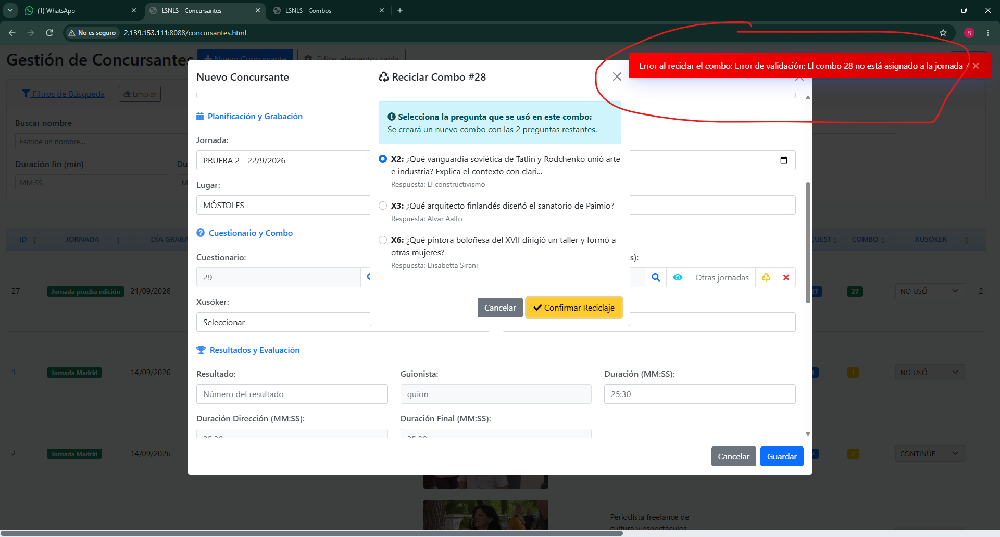 (1) WhatsApp
LSNLS - Concursantes
LSNLS - Combos
No es seguro
2.139.153.111:8088/concursantes.html
R
Gestión de Concursantes
Nuevo Concursante
Editar elementos tabla
Error al reciclar el combo: Error de validación: El combo 28 no está asignado a la jornada 7
Filtros de Búsqueda
Limpiar
Buscar nombre
Escribe un nombre...
Duración fin (mín)
Du
MM:SS
M
ID
JORNADA
DÍA GRABA
CUEST
COMBO
XUSÓKER
27
Jornada prueba edición
21/09/2026
27
27
NO USÓ
2
1
Jornada Madrid
14/09/2026
1
1
NO USÓ
2
Jornada Madrid
14/09/2026
2
2
CONTINÚE
Periodista freelance de
cultura y espectáculos
Nuevo Concursante
Planificación y Grabación
Jornada:
PRUEBA 2 - 22/9/2026
Lugar:
MÓSTOLES
Cuestionario y Combo
Cuestionario:
s):
29
Otras jornadas
Xusóker:
Seleccionar
Resultados y Evaluación
Resultado:
Guionista:
Duración (MM:SS):
Número del resultado
guion
25:30
Duración Dirección (MM:SS):
Duración Final (MM:SS):
25:30
25:30
Cancelar
Guardar
Reciclar Combo #28
Selecciona la pregunta que se usó en este combo:
Se creará un nuevo combo con las 2 preguntas restantes.
X2: ¿Qué vanguardia soviética de Tatlin y Rodchenko unió arte
e industria? Explica el contexto con clari...
Respuesta: El constructivismo
X3: ¿Qué arquitecto finlandés diseñó el sanatorio de Paimio?
Respuesta: Alvar Aalto
X6: ¿Qué pintora boloñesa del XVII dirigió un taller y formó a
otras mujeres?
Respuesta: Elisabetta Sirani
Cancelar
Confirmar Reciclaje